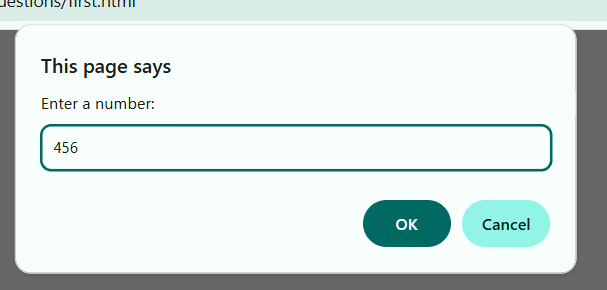 uestions/first.html
This page says
Enter a number:
456
OK
Cancel